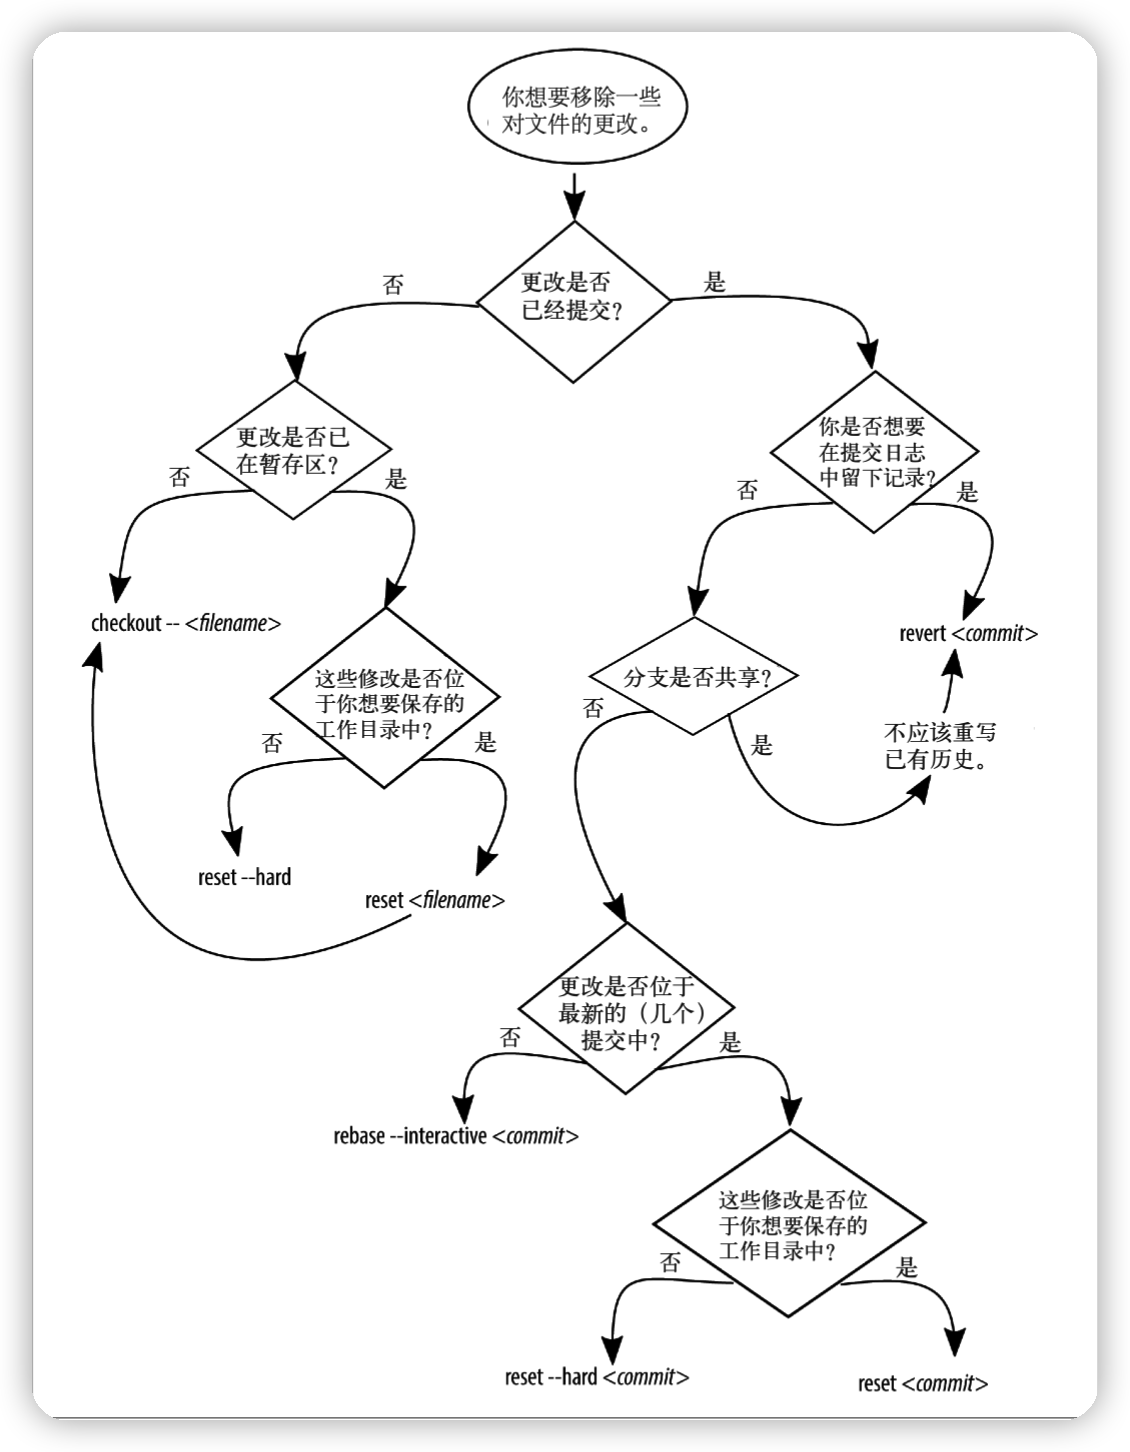 你想要移除一些
对文件的更改。
更改是否
已经提交？
否
是
更改是否已
在暂存区？
否
是
你是否想要
在提交日志
中留下记录？
否
是
checkout -- <filename>
revert <commit>
这些修改是否位
于你想要保存的
工作目录中？
否
是
分支是否共享？
否
是
不应该重写
已有历史。
reset --hard
reset <filename>
更改是否位于
最新的（几个）
提交中？
否
是
rebase --interactive <commit>
这些修改是否位
于你想要保存的
工作目录中？
否
是
reset --hard <commit>
reset <commit>